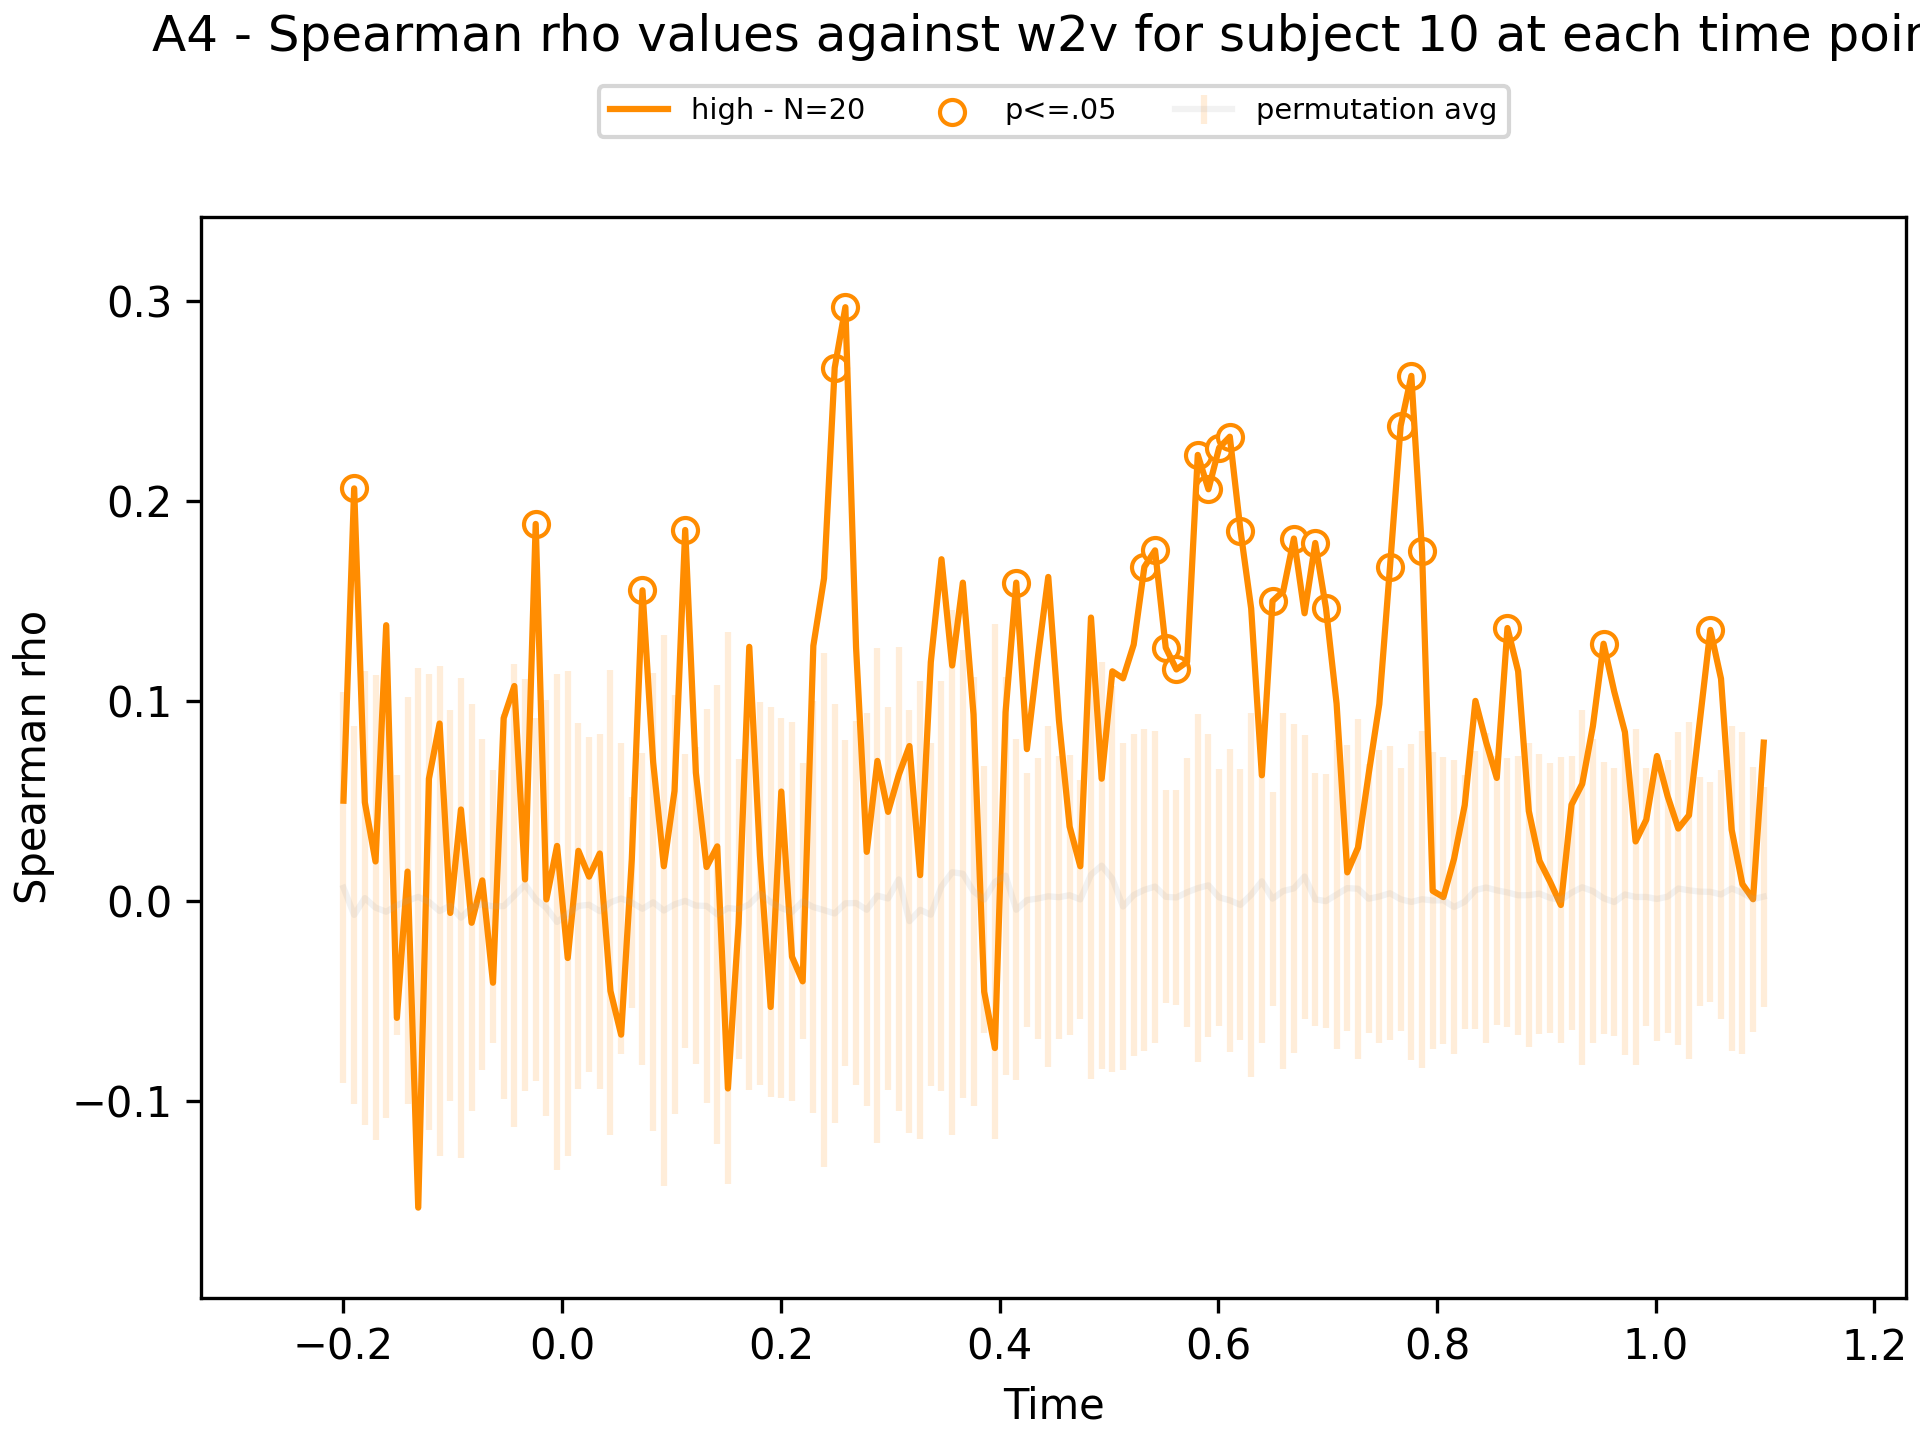 A4 - Spearman rho values against w2v for subject 10 at each time poin
high - N=20 p<=.05 permutation avg
0.3
0.2
0.1
0.0
−0.1
Spearman rho
−0.2 0.0 0.2 0.4 0.6 0.8 1.0 1.2
Time